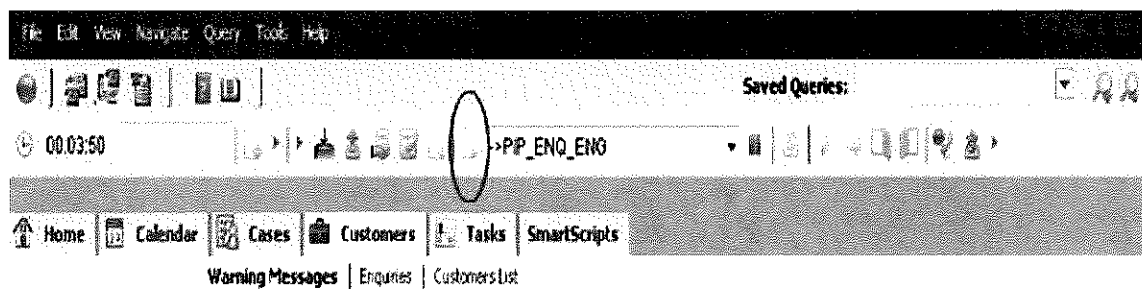 File Edit View Navigate Query Tools Help
Saved Queries:
00:03:50 ->PIP_ENQ_ENG
Home Calendar Cases Customers Tasks SmartScripts
Warning Messages | Enquiries | Customers List